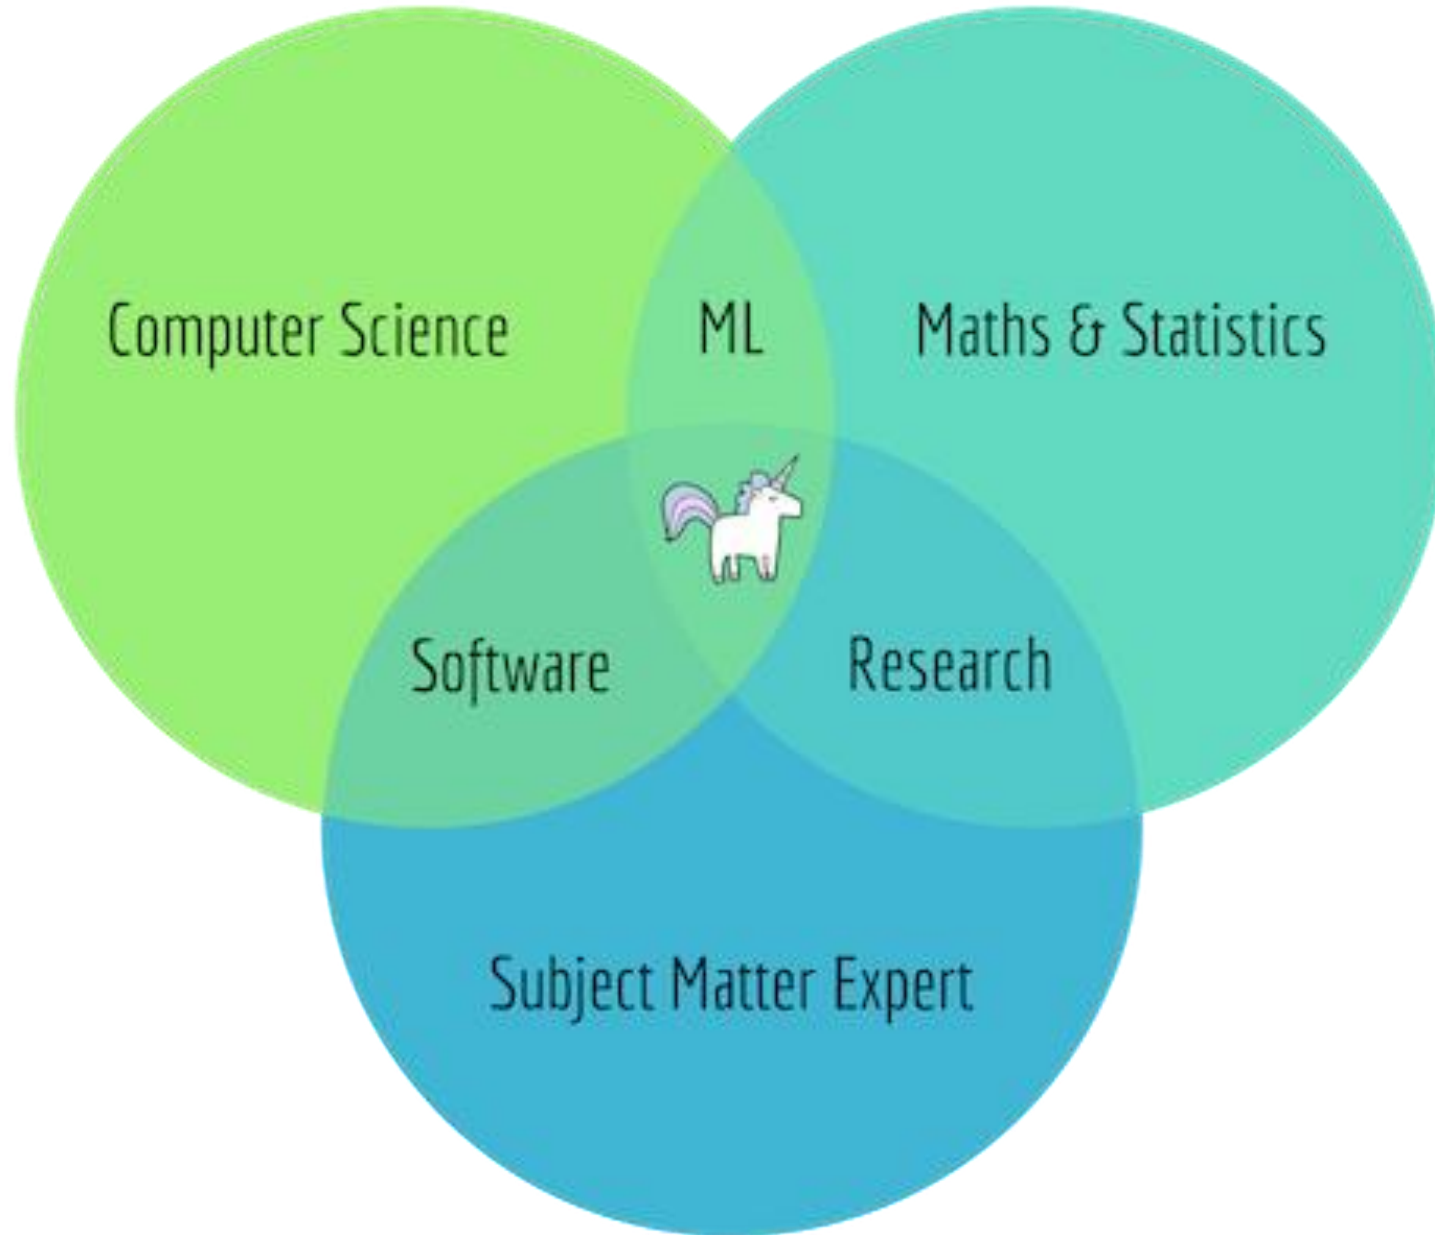 Computer Science
ML
Maths & Statistics
Software
Research
Subject Matter Expert